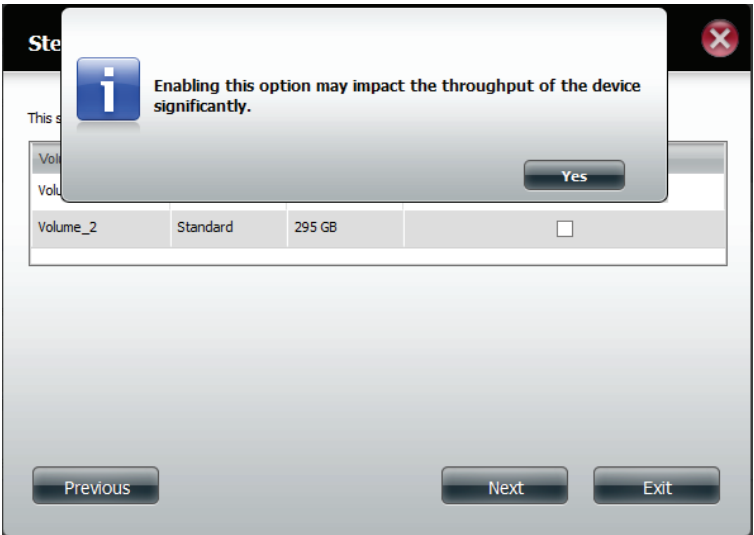 Ste
Enabling this option may impact the throughput of the device
significantly.
Yes
This s
Volu
Volu
Volume_2 Standard 295 GB
Previous Next Exit